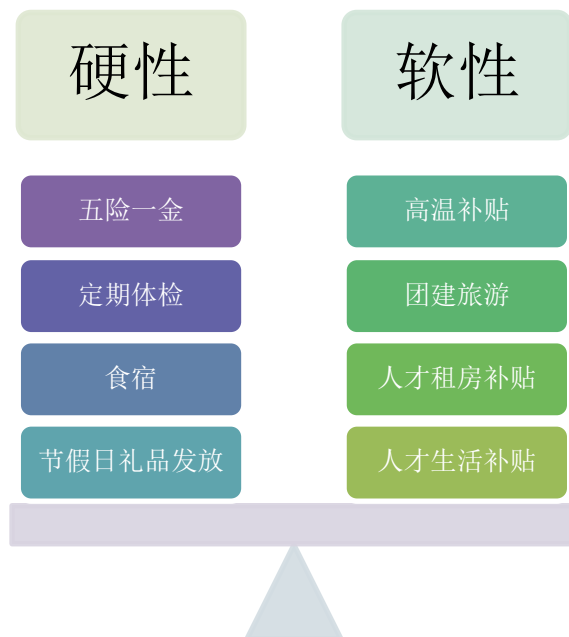 硬性
软性
五险一金
高温补贴
定期体检
团建旅游
食宿
人才租房补贴
节假日礼品发放
人才生活补贴